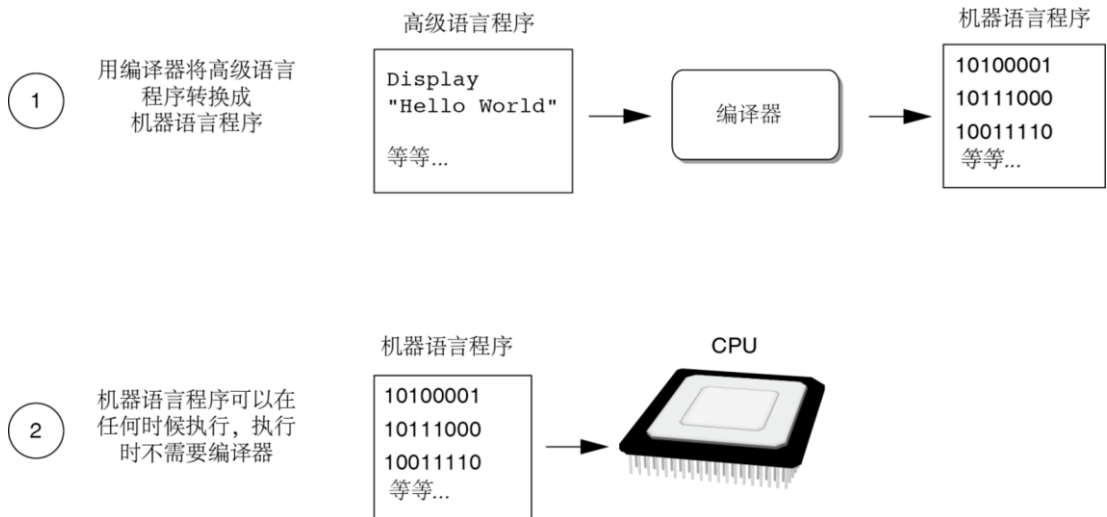 高级语言程序
机器语言程序
1
用编译器将高级语言
程序转换成
机器语言程序
Display
"Hello World"
等等...
编译器
10100001
10111000
10011110
等等...
机器语言程序
CPU
2
机器语言程序可以在
任何时候执行，执行
时不需要编译器
10100001
10111000
10011110
等等...